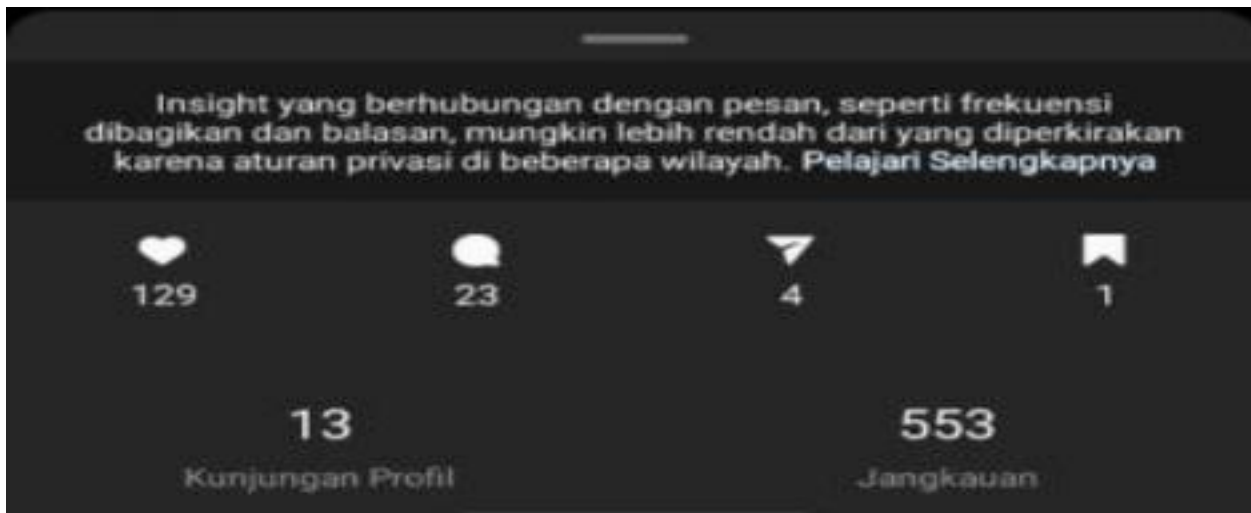 Insight yang berhubungan dengan pesan, seperti frekuensi
dibagikan dan balasan, mungkin lebih rendah dari yang diperkirakan
karena aturan privasi di beberapa wilayah. Pelajari Selengkapnya
129 23 4 1
13 553
Kunjungan Profil Jangkauan